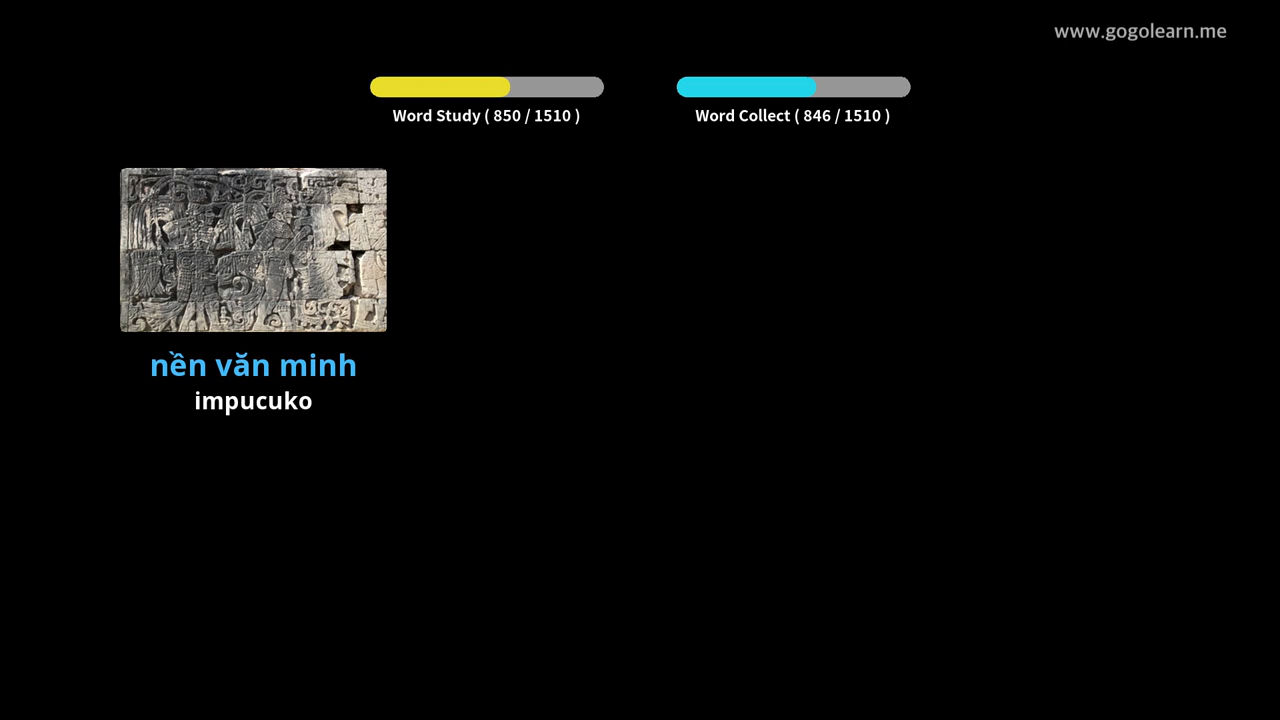 www.gogolearn.me
Word Study ( 850 / 1510 )
Word Collect ( 846 / 1510 )
nền văn minh
impucuko